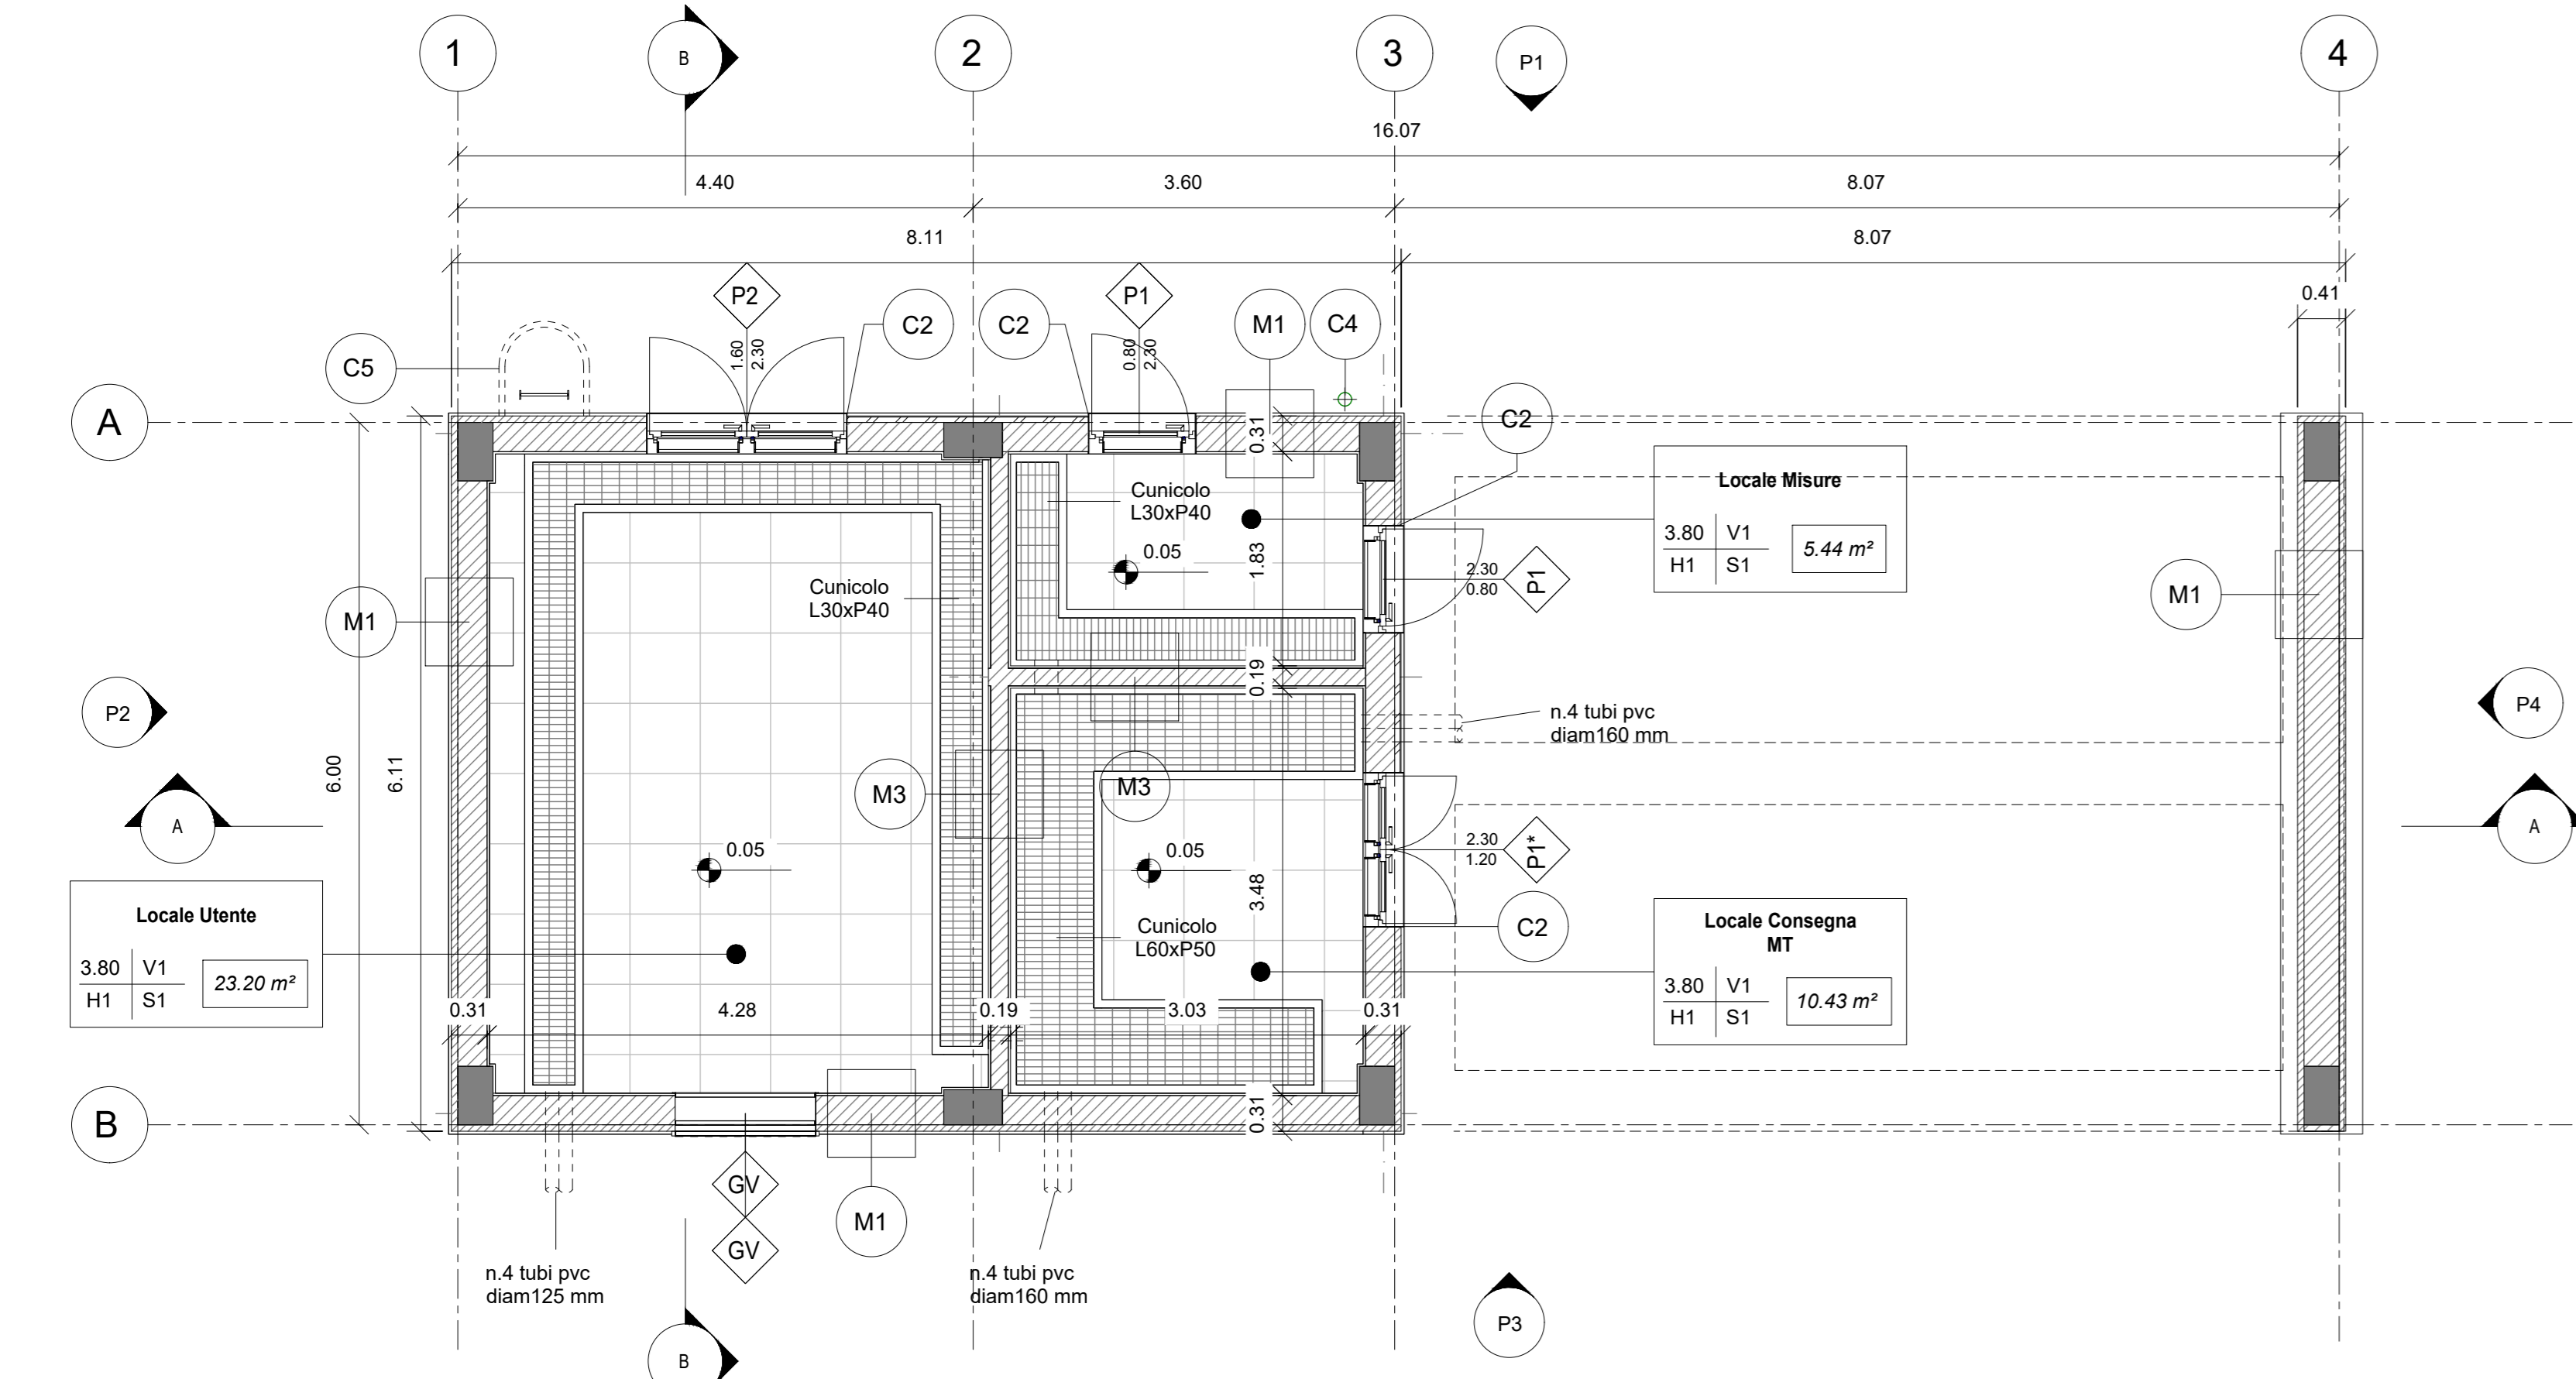 1
B
2
3
P1
4
16.07
4.40
3.60
8.07
8.11
8.07
0.41
P2
C2
C2
P1
M1
C4
C5
1.60
2.30
0.80
2.30
A
0.31
C2
Locale Misure
3.80
V1
H1
S1
5.44 m²
Cunicolo
L30xP40
0.05
1.83
2.30
0.80
P1
Cunicolo
L30xP40
M1
M1
0.19
P2
P4
n.4 tubi pvc
diam160 mm
6.00
6.11
M3
M3
A
A
0.05
0.05
2.30
1.20
P1*
3.48
Cunicolo
L60xP50
C2
Locale Utente
3.80
V1
H1
S1
23.20 m²
Locale Consegna
MT
3.80
V1
H1
S1
10.43 m²
0.31
4.28
0.19
3.03
0.31
B
0.31
GV
M1
GV
n.4 tubi pvc
diam125 mm
n.4 tubi pvc
diam160 mm
P3
B